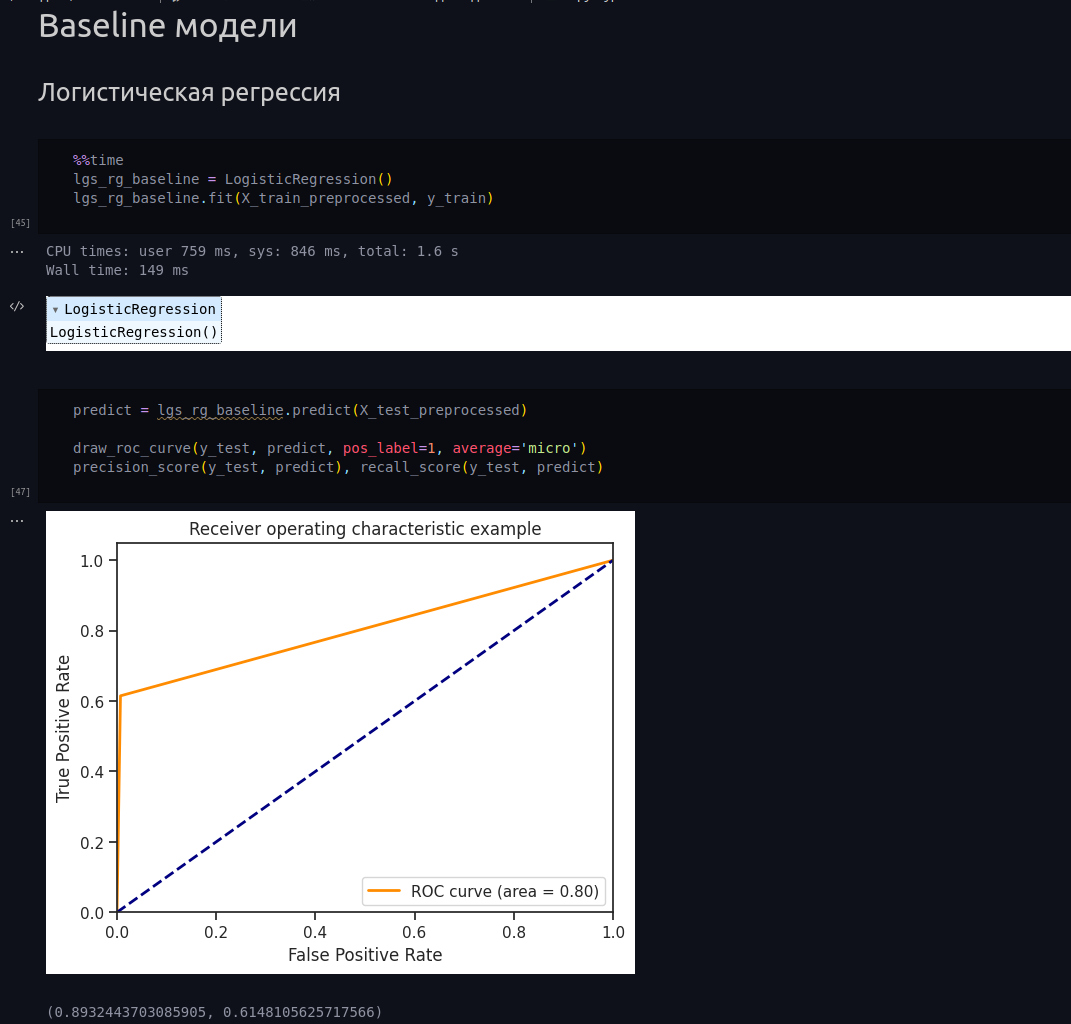 Baseline модели
Логистическая регрессия
%%time
lgs_rg_baseline = LogisticRegression()
lgs_rg_baseline.fit(X_train_preprocessed, y_train)
[45]
...
CPU times: user 759 ms, sys: 846 ms, total: 1.6 s
Wall time: 149 ms
</>
▾ LogisticRegression
LogisticRegression()
predict = lgs_rg_baseline.predict(X_test_preprocessed)
draw_roc_curve(y_test, predict, pos_label=1, average='micro')
precision_score(y_test, predict), recall_score(y_test, predict)
[47]
...
Receiver operating characteristic example
1.0
0.8
0.6
0.4
0.2
0.0
True Positive Rate
ROC curve (area = 0.80)
0.0 0.2 0.4 0.6 0.8 1.0
False Positive Rate
(0.8932443703085905, 0.6148105625717566)